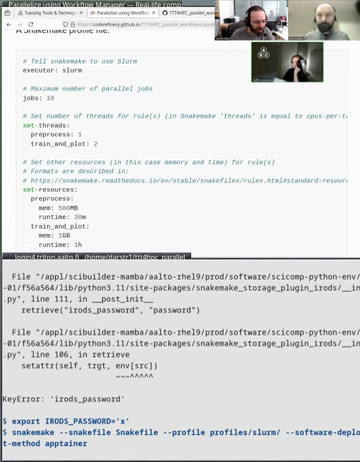 Parallelize using Workflow Manager — Real-life comp
Tuesday Tools & Technique
Parallelize using Workflow
TTT4HPC_parallel_workf
coderefinery.github.io/TTT4HPC_parallel_workflows/paral
A Snakemake profile file:
# Tell snakemake to use Slurm
executor: slurm
# Maximum number of parallel jobs
jobs: 10
# Set number of threads for rule(s) (in Snakemake 'threads' is equal to cpus-per-t
set-threads:
preprocess: 1
train_and_plot: 2
# Set other resources (in this case memory and time) for rule(s)
# Formats are described in:
# https://snakemake.readthedocs.io/en/stable/snakefiles/rules.html#standard-resour
set-resources:
preprocess:
mem: 500MB
runtime: 30m
train_and_plot:
mem: 1GB
runtime: 1h
login4.triton.aalto.fi /home/darstr1/ttt4hpc_parallel
File "/appl/scibuilder-mamba/aalto-rhel9/prod/software/scicomp-python-env/
-01/f56a564/lib/python3.11/site-packages/snakemake_storage_plugin_irods/__in
.py", line 111, in __post_init__
retrieve("irods_password", "password")
File "/appl/scibuilder-mamba/aalto-rhel9/prod/software/scicomp-python-env/
-01/f56a564/lib/python3.11/site-packages/snakemake_storage_plugin_irods/__in
.py", line 106, in retrieve
setattr(self, trgt, env[src])
~~~^^^^^
KeyError: 'irods_password'
$ export IRODS_PASSWORD='x'
$ snakemake --snakefile Snakefile --profile profiles/slurm/ --software-deplo
t-method apptainer